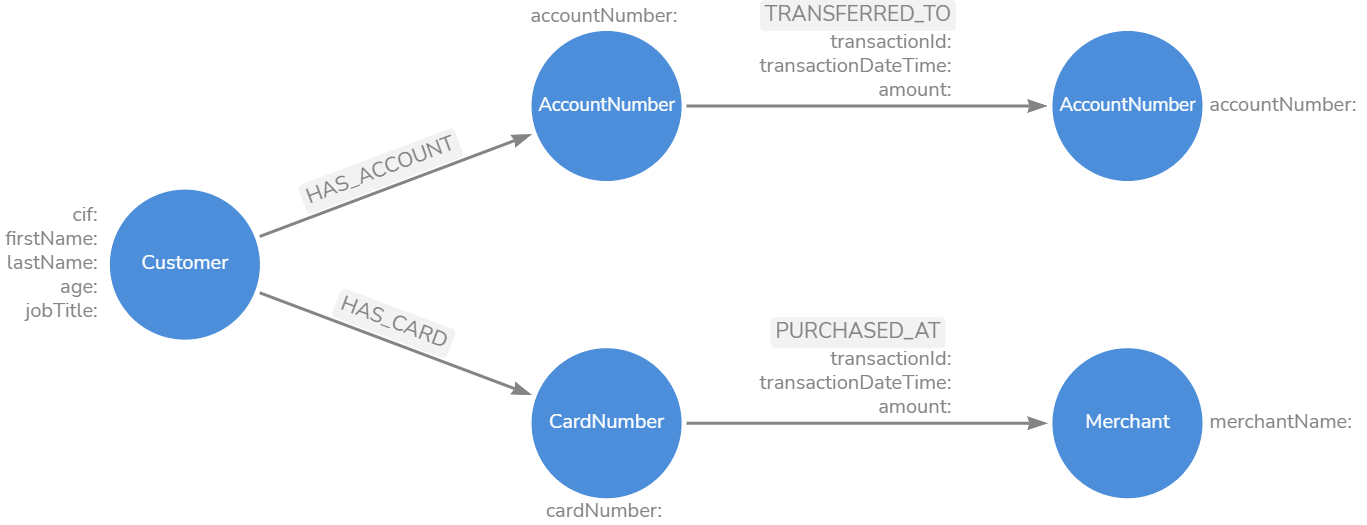 accountNumber:
TRANSFERRED_TO
transactionId:
transactionDateTime:
amount:
AccountNumber
AccountNumber
accountNumber:
HAS_ACCOUNT
cif:
firstName:
lastName:
age:
jobTitle:
Customer
HAS_CARD
PURCHASED_AT
transactionId:
transactionDateTime:
amount:
CardNumber
Merchant
merchantName:
cardNumber: